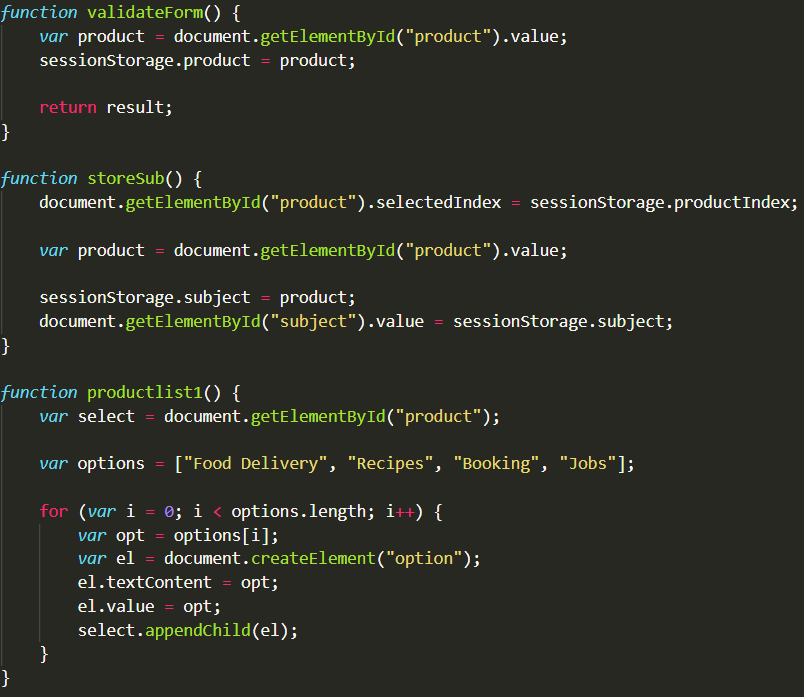 function validateForm() {
    var product = document.getElementById("product").value;
    sessionStorage.product = product;

    return result;
}

function storeSub() {
    document.getElementById("product").selectedIndex = sessionStorage.productIndex;

    var product = document.getElementById("product").value;

    sessionStorage.subject = product;
    document.getElementById("subject").value = sessionStorage.subject;
}

function productlist1() {
    var select = document.getElementById("product");

    var options = ["Food Delivery", "Recipes", "Booking", "Jobs"];

    for (var i = 0; i < options.length; i++) {
        var opt = options[i];
        var el = document.createElement("option");
        el.textContent = opt;
        el.value = opt;
        select.appendChild(el);
    }
}